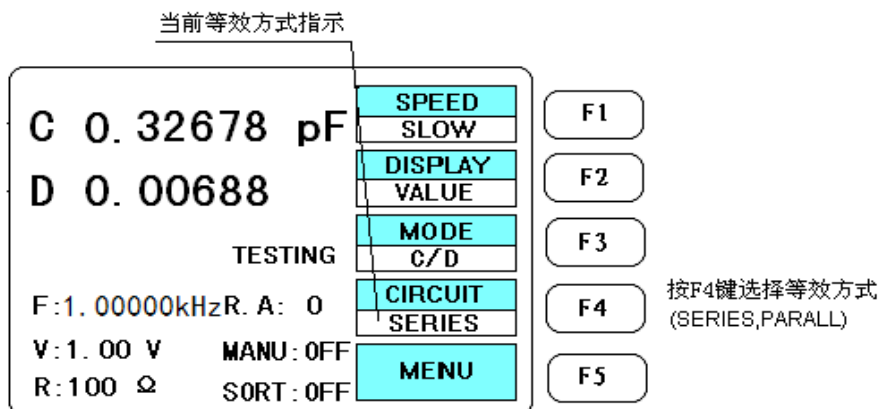 当前等效方式指示
C 0.32678 pF
D 0.00688
TESTING
F:1.00000kHz R.A: 0
V:1.00 V MANU:OFF
R:100 Ω SORT:OFF
SPEED
SLOW
DISPLAY
VALUE
MODE
C/D
CIRCUIT
SERIES
MENU
F1
F2
F3
F4
F5
按F4键选择等效方式
(SERIES,PARALL)